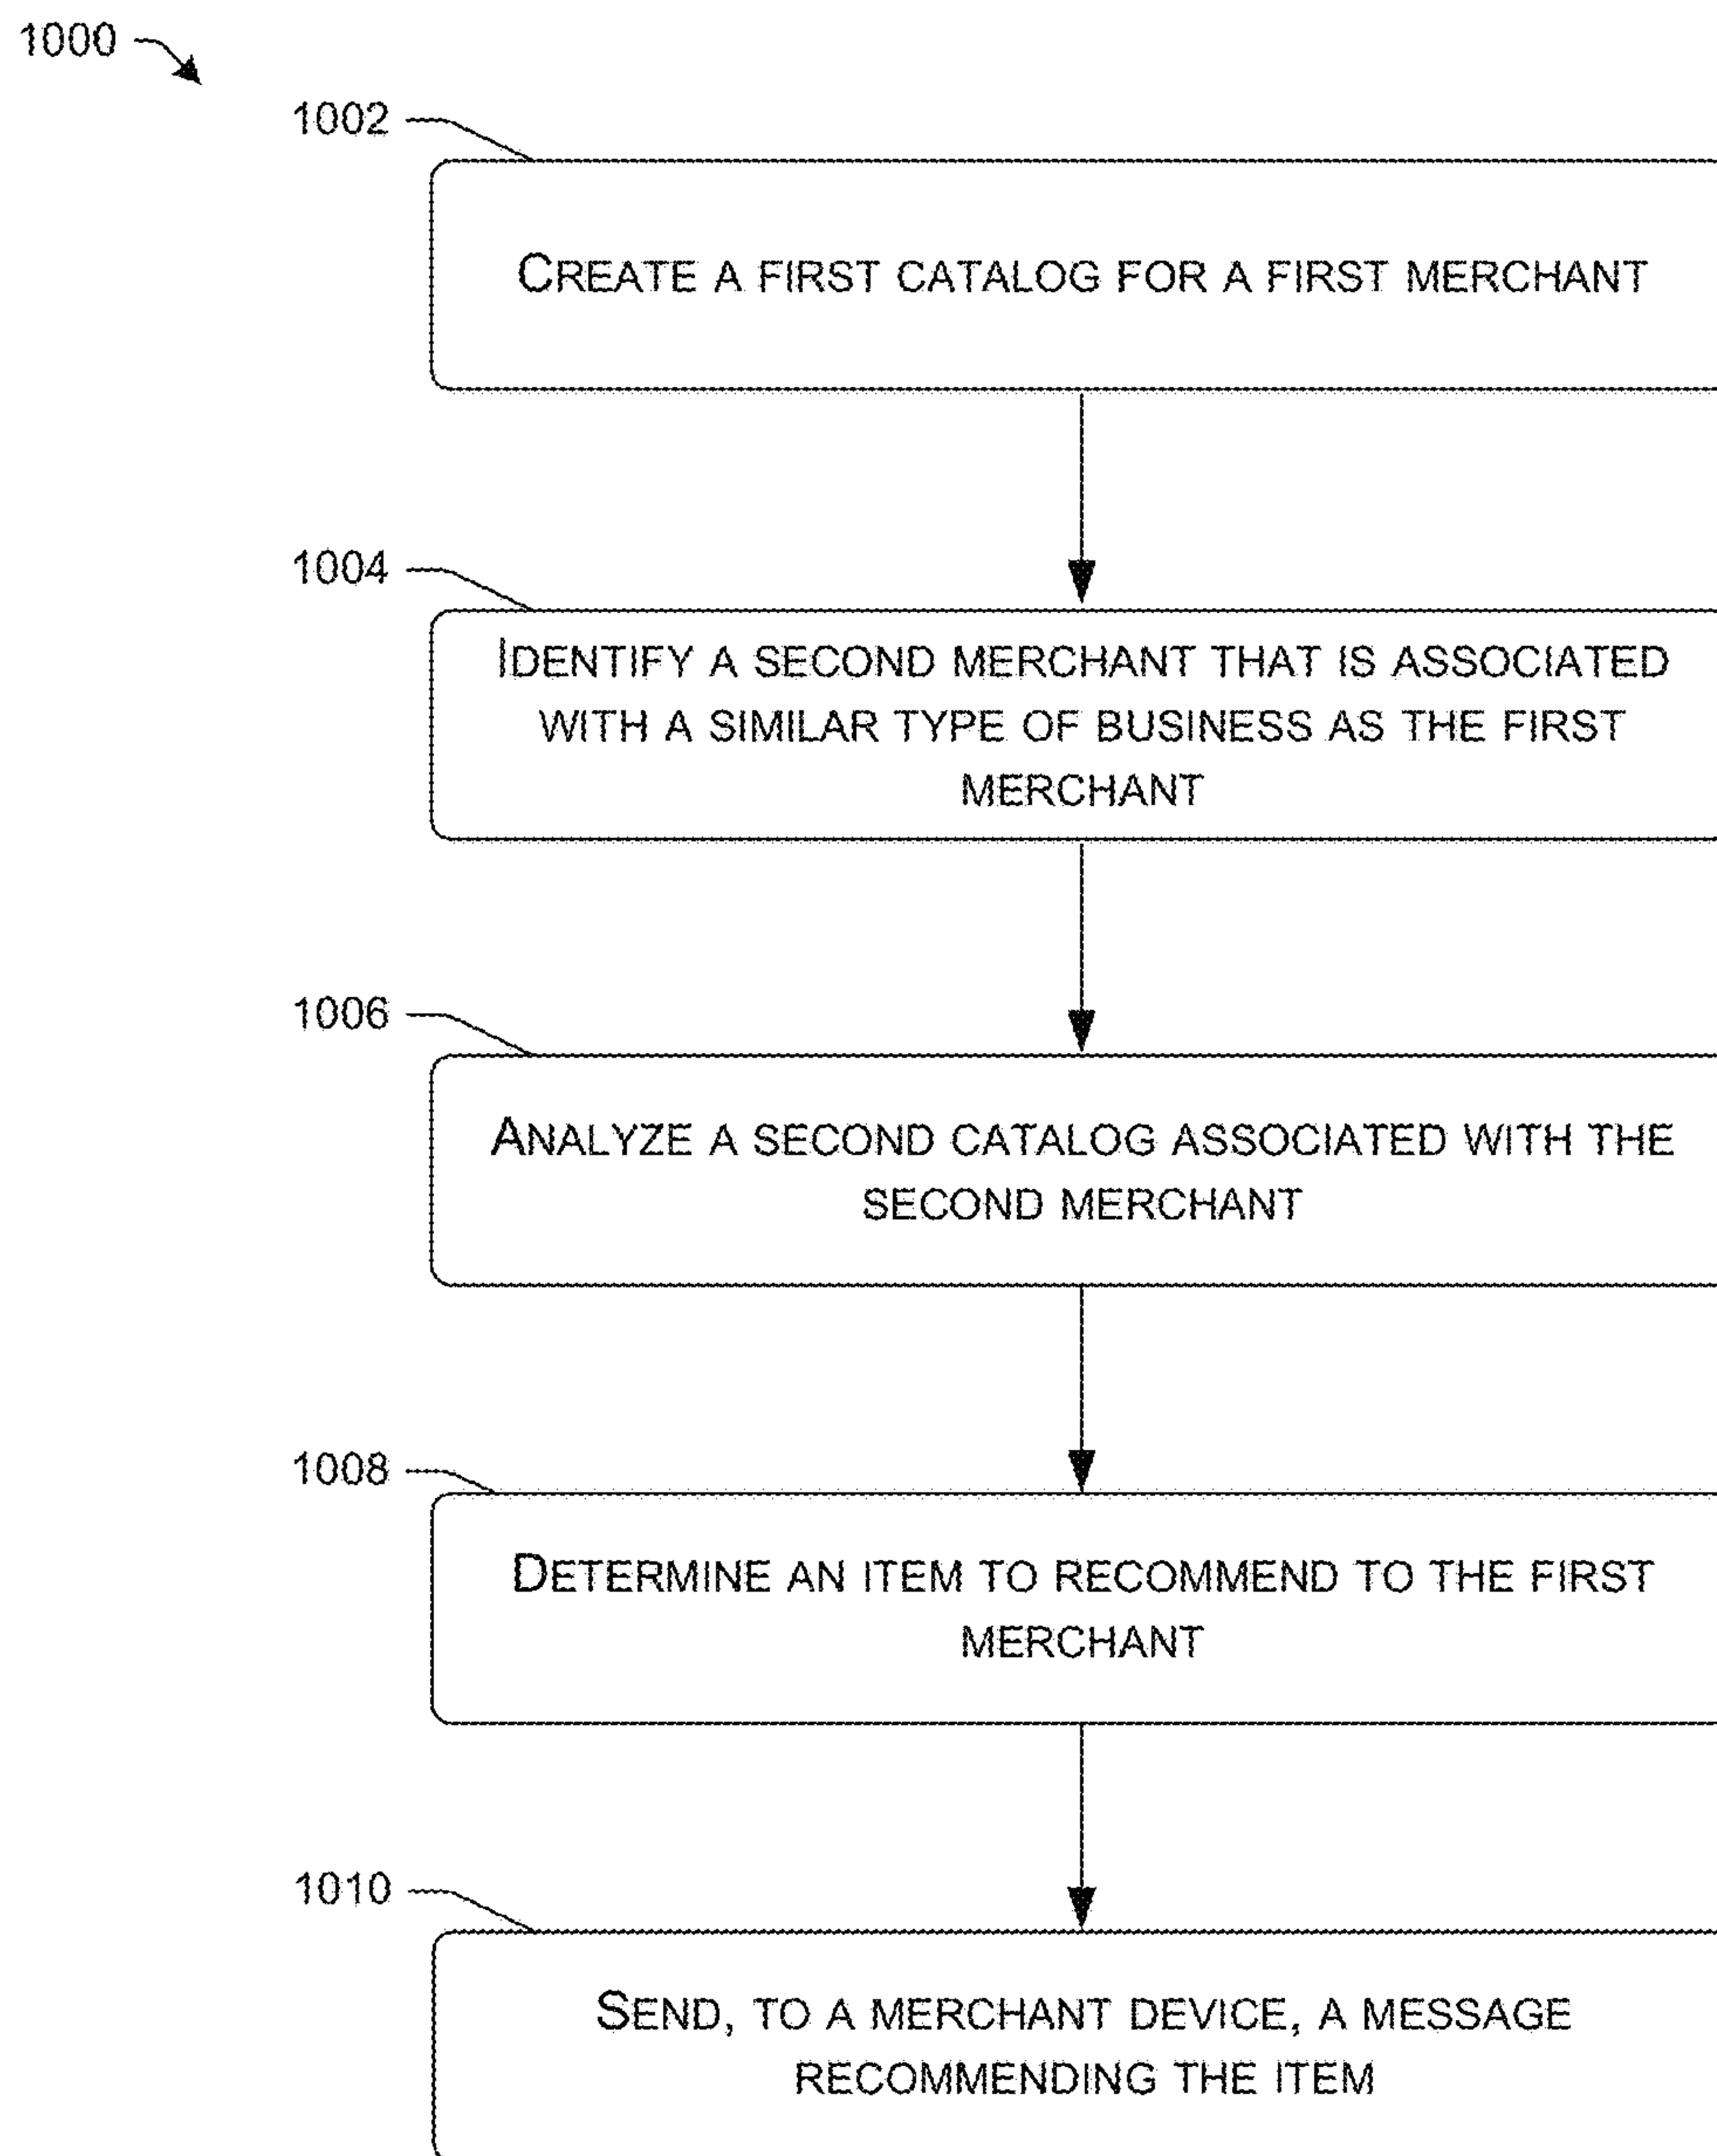 1000
1002
CREATE A FIRST CATALOG FOR A FIRST MERCHANT
1004
IDENTIFY A SECOND MERCHANT THAT IS ASSOCIATED
WITH A SIMILAR TYPE OF BUSINESS AS THE FIRST
MERCHANT
1006
ANALYZE A SECOND CATALOG ASSOCIATED WITH THE
SECOND MERCHANT
1008
DETERMINE AN ITEM TO RECOMMEND TO THE FIRST
MERCHANT
1010
SEND, TO A MERCHANT DEVICE, A MESSAGE
RECOMMENDING THE ITEM